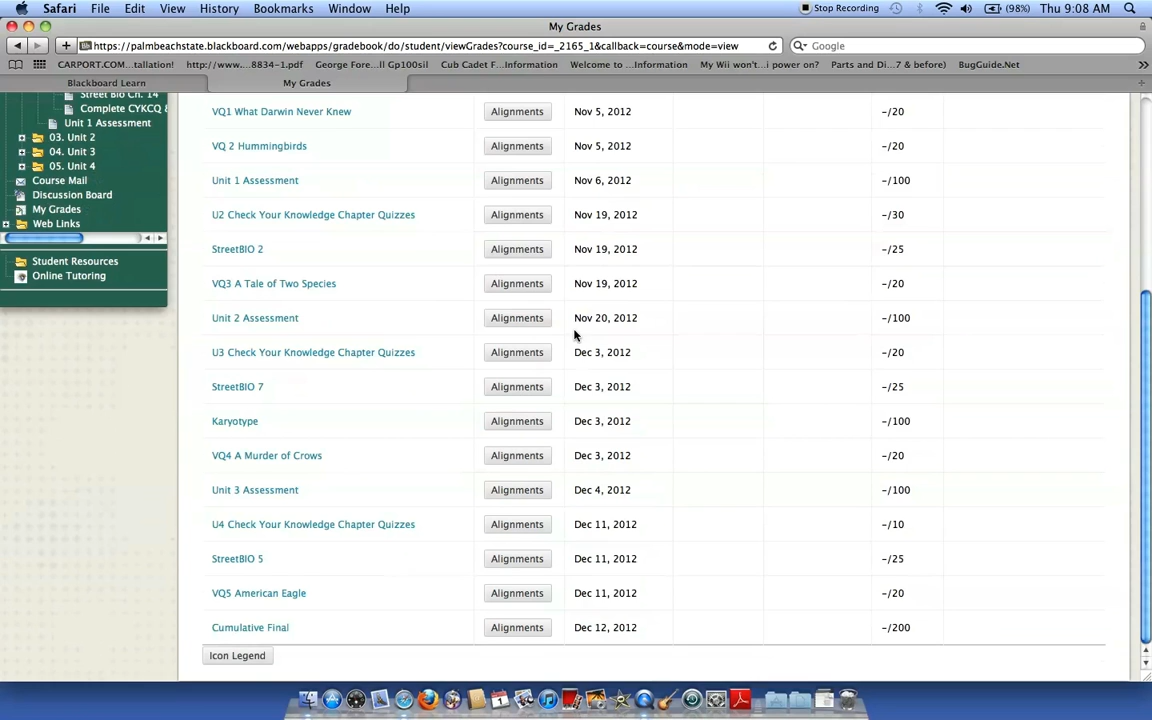 Safari File Edit View History Bookmarks Window Help Stop Recording (98%) Thu 9:08 AM
My Grades
https://palmbeachstate.blackboard.com/webapps/gradebook/do/student/viewGrades?course_id=_2165_1&callback=course&mode=view Google
CARPORT.COM...tallation! http://www....8834-1.pdf George Fore...ll Gp100sil Cub Cadet F...Information Welcome to ...Information My Wii won't...i power on? Parts and Di...7 & before) BugGuide.Net
Blackboard Learn My Grades
Street Bio Ch. 14
Complete CYKCQ &
Unit 1 Assessment
03. Unit 2
04. Unit 3
05. Unit 4
Course Mail
Discussion Board
My Grades
Web Links
Student Resources
Online Tutoring
VQ1 What Darwin Never Knew Alignments Nov 5, 2012 -/20
VQ 2 Hummingbirds Alignments Nov 5, 2012 -/20
Unit 1 Assessment Alignments Nov 6, 2012 -/100
U2 Check Your Knowledge Chapter Quizzes Alignments Nov 19, 2012 -/30
StreetBIO 2 Alignments Nov 19, 2012 -/25
VQ3 A Tale of Two Species Alignments Nov 19, 2012 -/20
Unit 2 Assessment Alignments Nov 20, 2012 -/100
U3 Check Your Knowledge Chapter Quizzes Alignments Dec 3, 2012 -/20
StreetBIO 7 Alignments Dec 3, 2012 -/25
Karyotype Alignments Dec 3, 2012 -/100
VQ4 A Murder of Crows Alignments Dec 3, 2012 -/20
Unit 3 Assessment Alignments Dec 4, 2012 -/100
U4 Check Your Knowledge Chapter Quizzes Alignments Dec 11, 2012 -/10
StreetBIO 5 Alignments Dec 11, 2012 -/25
VQ5 American Eagle Alignments Dec 11, 2012 -/20
Cumulative Final Alignments Dec 12, 2012 -/200
Icon Legend